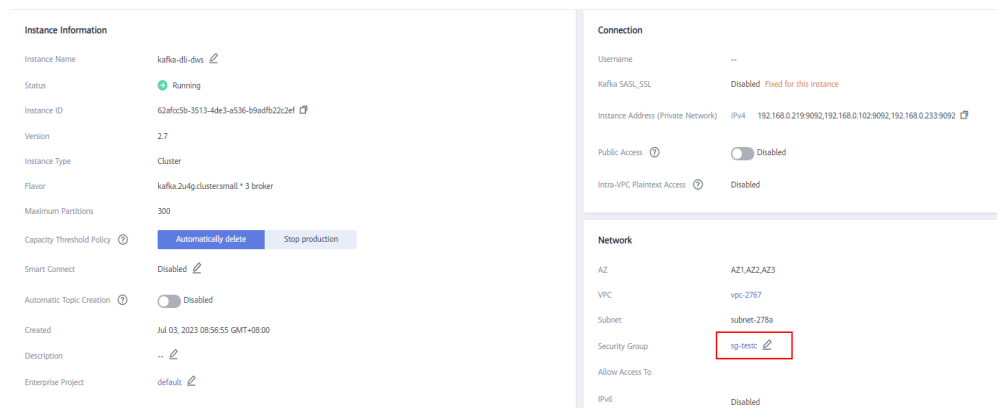 Instance Information
Instance Name kafka-dli-dws
Status Running
Instance ID 62afcc5b-3513-4de3-a536-b9adfb22c2ef
Version 2.7
Instance Type Cluster
Flavor kafka.2u4g.cluster.small * 3 broker
Maximum Partitions 300
Capacity Threshold Policy Automatically delete Stop production
Smart Connect Disabled
Automatic Topic Creation Disabled
Created Jul 03, 2023 08:56:55 GMT+08:00
Description --
Enterprise Project default
Connection
Username --
Kafka SASL_SSL Disabled Fixed for this instance
Instance Address (Private Network) IPv4 192.168.0.219:9092,192.168.0.102:9092,192.168.0.233:9092
Public Access Disabled
Intra-VPC Plaintext Access Disabled
Network
AZ AZ1,AZ2,AZ3
VPC vpc-2767
Subnet subnet-278a
Security Group sg-testc
Allow Access To
IPv6 Disabled